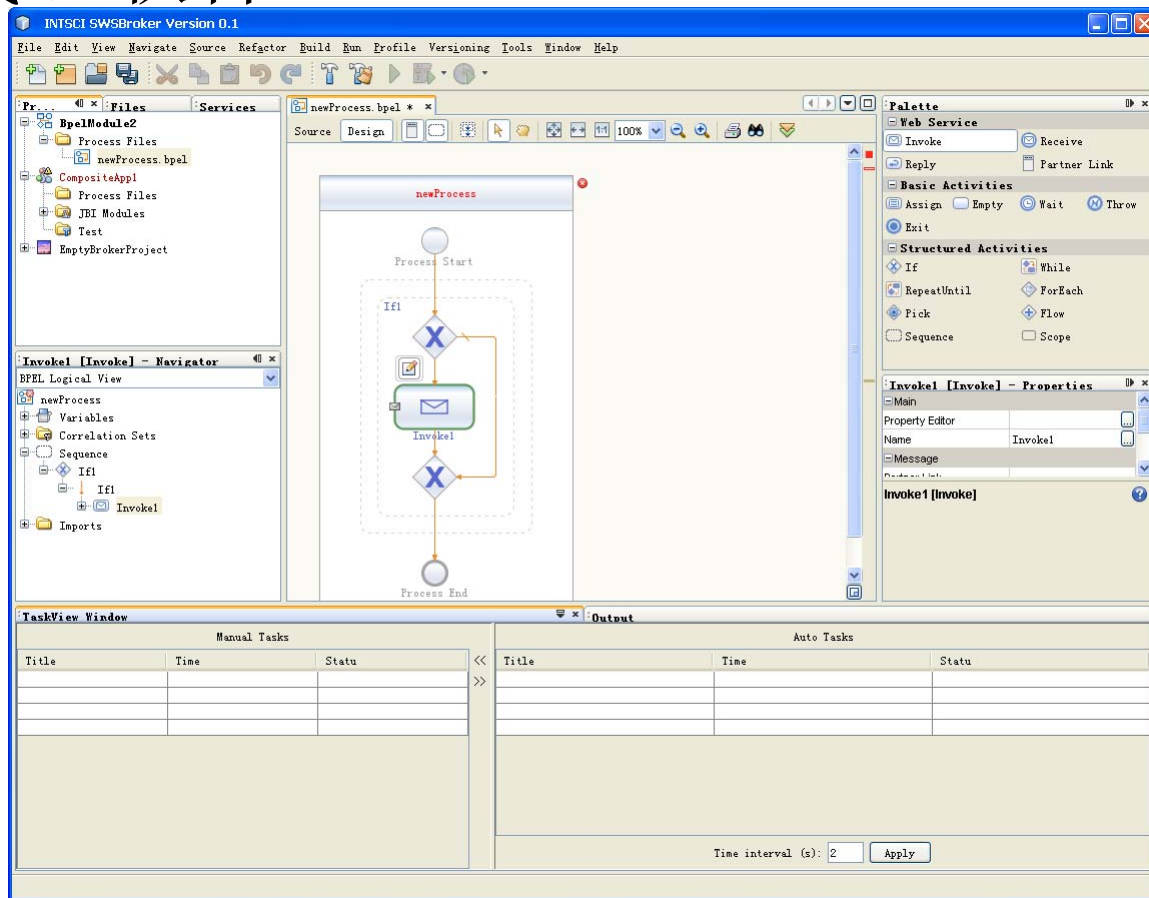 INTSCI SWSBroker Version 0.1
File Edit View Navigate Source Refactor Build Run Profile Versioning Tools Window Help
Pr... Files Services
BpelModule2
Process Files
newProcess.bpel
CompositeApp1
Process Files
JBI Modules
Test
EmptyBrokerProject
Invoke1 [Invoke] - Navigator
BPEL Logical View
newProcess
Variables
Correlation Sets
Sequence
If1
If1
Invoke1
Imports
newProcess.bpel *
Source Design 1:1 100%
newProcess
Process Start
If1
Invoke1
Process End
Palette
Web Service
Invoke Receive
Reply Partner Link
Basic Activities
Assign Empty Wait Throw
Exit
Structured Activities
If While
RepeatUntil ForEach
Pick Flow
Sequence Scope
Invoke1 [Invoke] - Properties
Main
Property Editor ...
Name Invoke1 ...
Message
Invoke1 [Invoke]
TaskView Window
Manual Tasks
Title Time Statu
<<
>>
Output
Auto Tasks
Title Time Statu
Time interval (s): 2 Apply